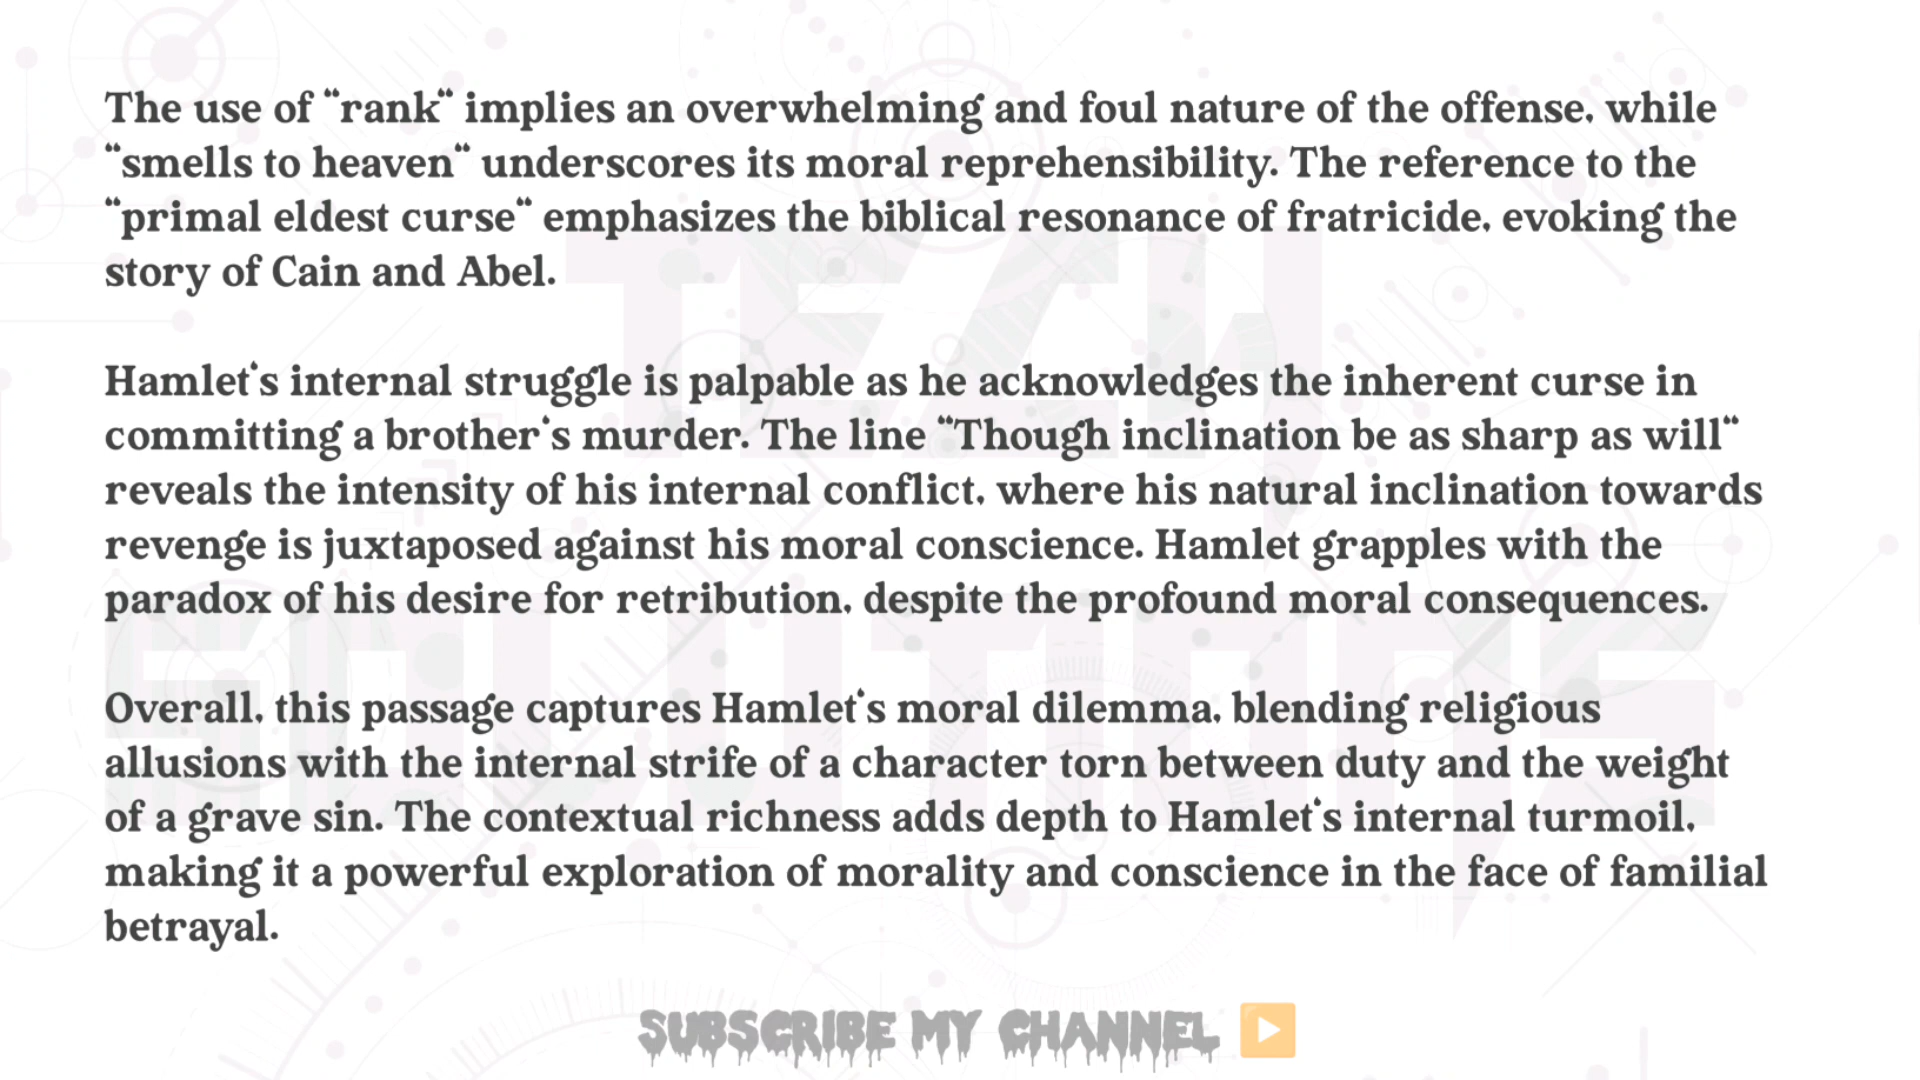 The use of “rank“ implies an overwhelming and foul nature of the offense, while
“smells to heaven“ underscores its moral reprehensibility. The reference to the
“primal eldest curse“ emphasizes the biblical resonance of fratricide, evoking the
story of Cain and Abel.
Hamlet‘s internal struggle is palpable as he acknowledges the inherent curse in
committing a brother‘s murder. The line “Though inclination be as sharp as will“
reveals the intensity of his internal conflict, where his natural inclination towards
revenge is juxtaposed against his moral conscience. Hamlet grapples with the
paradox of his desire for retribution, despite the profound moral consequences.
Overall, this passage captures Hamlet‘s moral dilemma, blending religious
allusions with the internal strife of a character torn between duty and the weight
of a grave sin. The contextual richness adds depth to Hamlet‘s internal turmoil,
making it a powerful exploration of morality and conscience in the face of familial
betrayal.
SUBSCRIBE MY CHANNEL